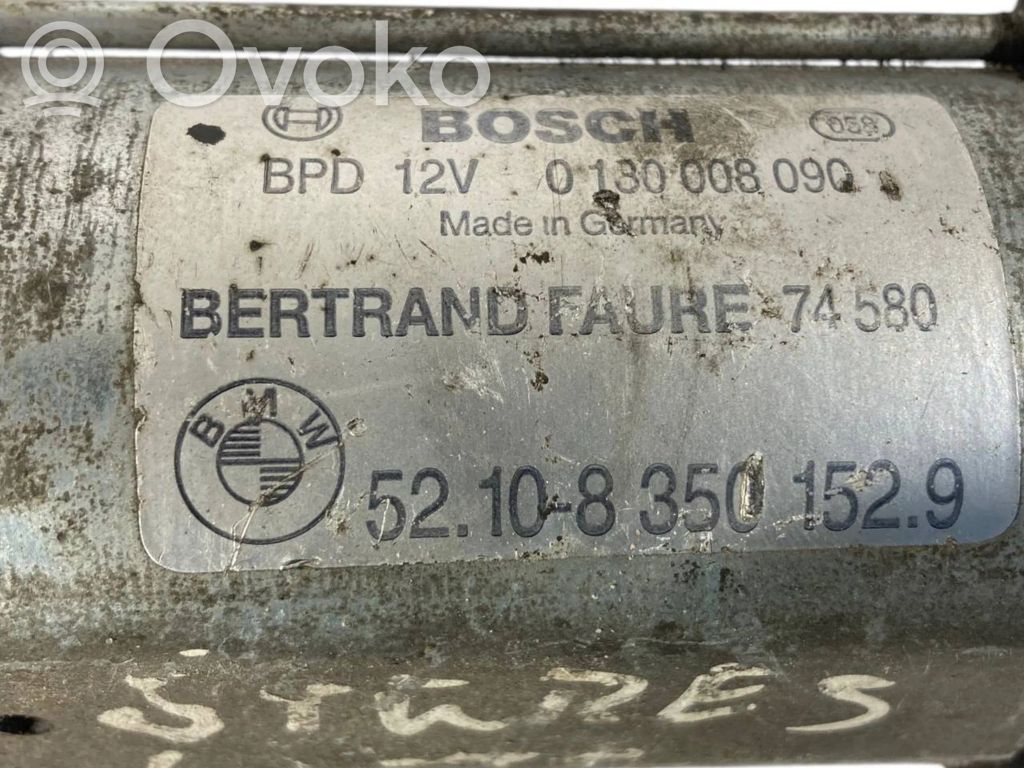 Ovoko
BOSCH 058
BPD 12V 0 130 008 090
Made in Germany
BERTRAND FAURE 74 580
BMW
52.10-8 350 152.9